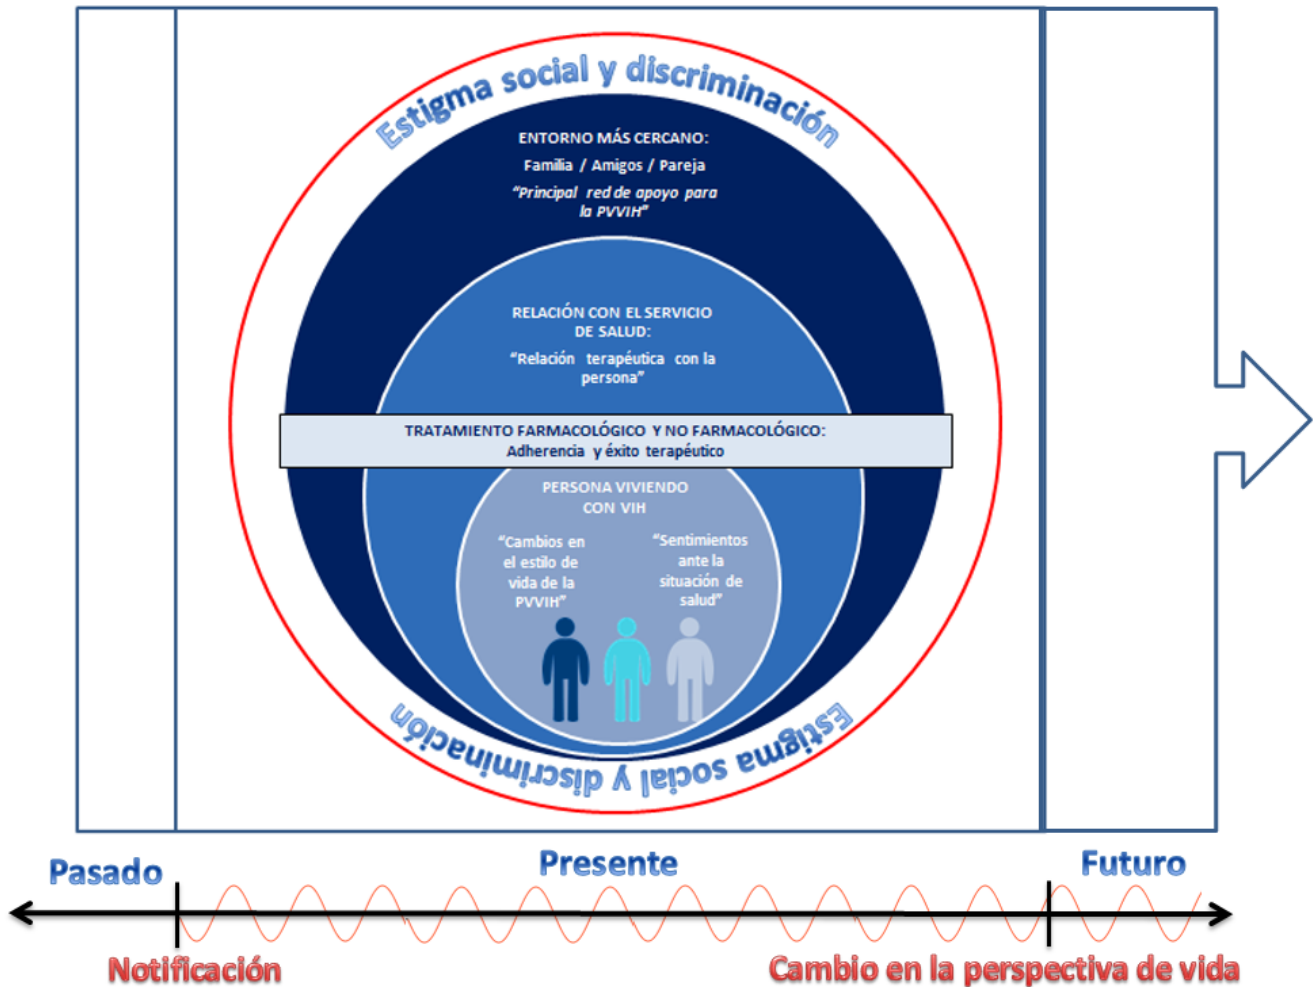 Estigma social y discriminación
ENTORNO MÁS CERCANO:
Familia / Amigos / Pareja
“Principal red de apoyo para
la PVVIH”
RELACIÓN CON EL SERVICIO
DE SALUD:
“Relación terapéutica con la
persona”
TRATAMIENTO FARMACOLÓGICO Y NO FARMACOLÓGICO:
Adherencia y éxito terapéutico
PERSONA VIVIENDO
CON VIH
“Cambios en
el estilo de
vida de la
PVVIH”
“Sentimientos
ante la
situación de
salud”
Estigma social y discriminación
Pasado
Presente
Futuro
Notificación
Cambio en la perspectiva de vida